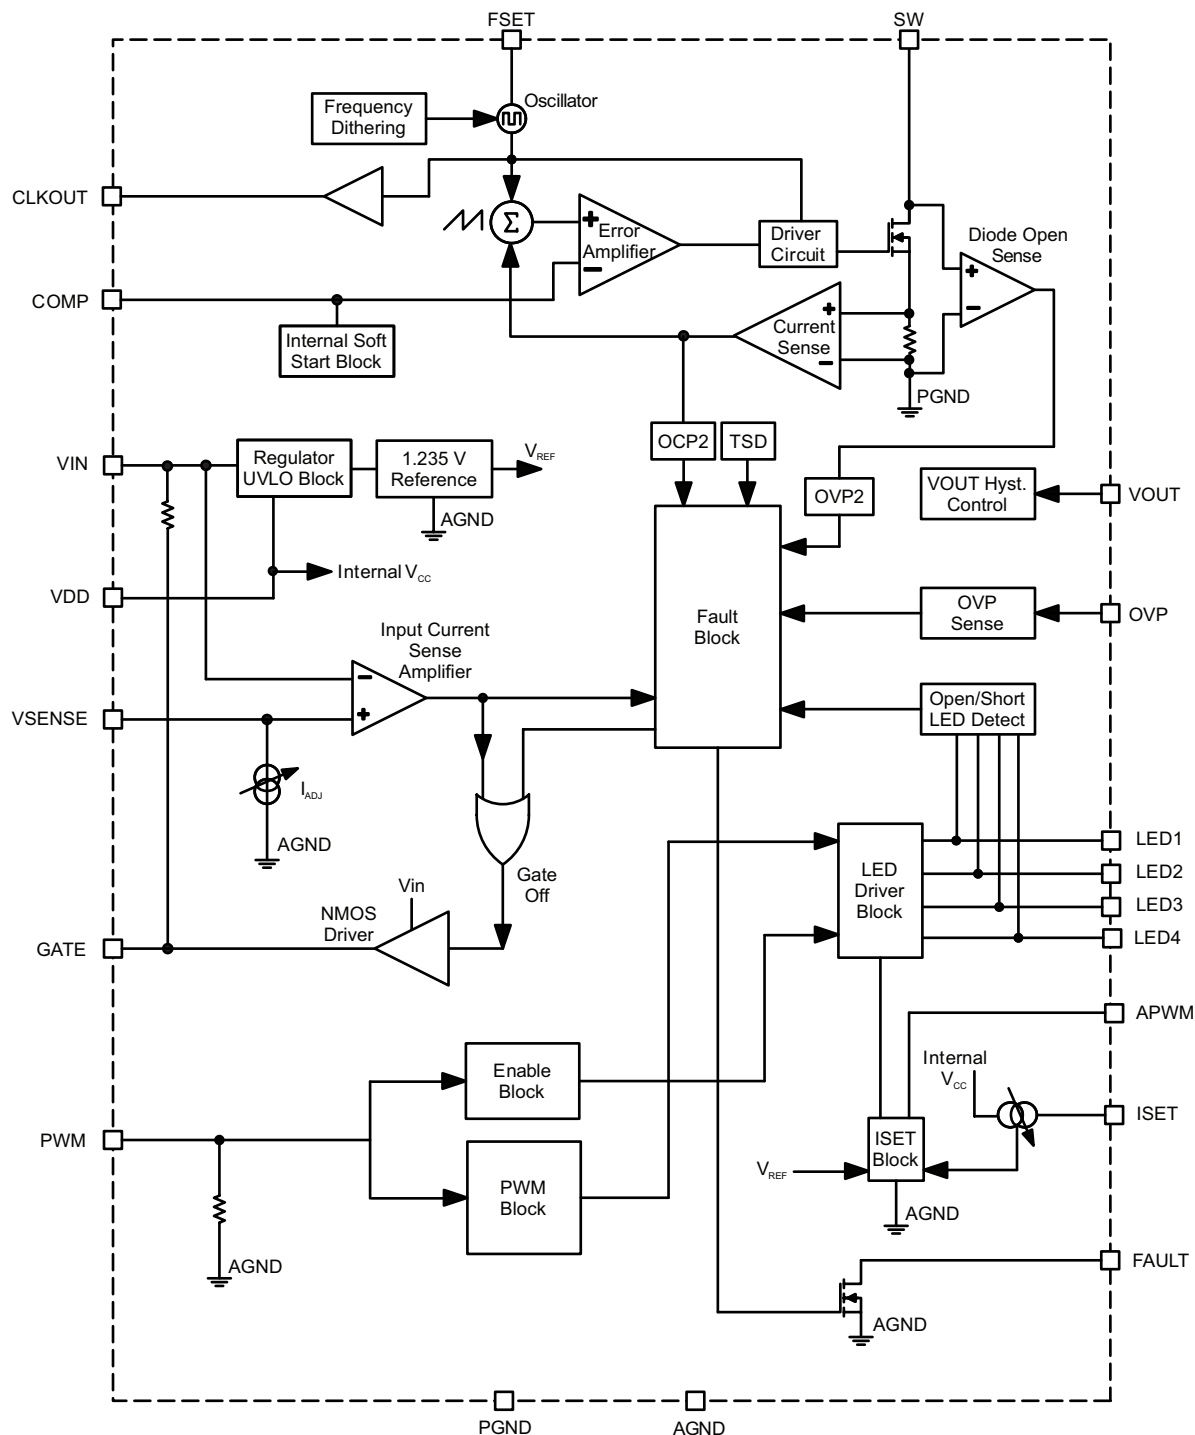 FSET
SW
Oscillator
Frequency
Dithering
CLKOUT
Σ
+
−
Error
Amplifier
Driver
Circuit
Diode Open
Sense
+
−
COMP
Internal Soft
Start Block
+
−
Current
Sense
PGND
OCP2
TSD
VIN
Regulator
UVLO Block
1.235 V
Reference
VREF
AGND
OVP2
VOUT Hyst.
Control
VOUT
Internal VCC
VDD
Fault
Block
OVP
Sense
OVP
Input Current
Sense
Amplifier
−
+
VSENSE
Open/Short
LED Detect
IADJ
AGND
LED
Driver
Block
LED1
LED2
LED3
LED4
Gate
Off
Vin
NMOS
Driver
GATE
APWM
Internal
VCC
Enable
Block
ISET
PWM
ISET
Block
VREF
PWM
Block
AGND
AGND
FAULT
AGND
PGND
AGND